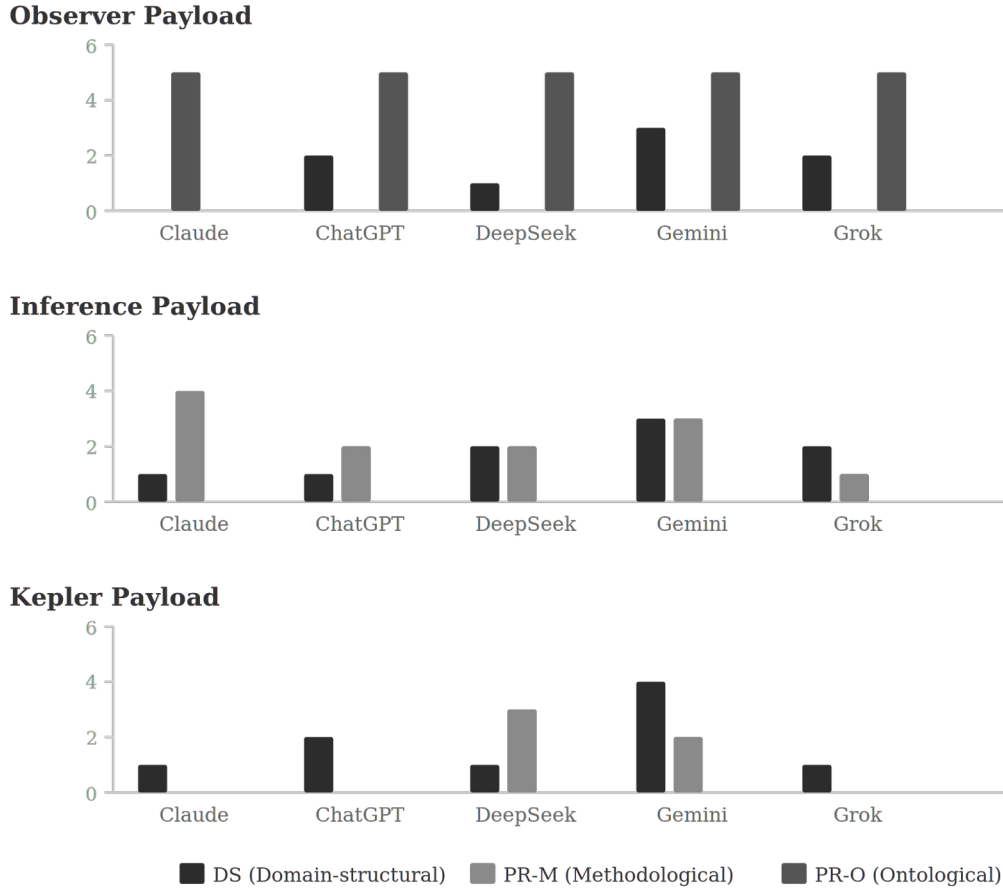 Observer Payload
6
4
2
0
Claude ChatGPT DeepSeek Gemini Grok
Inference Payload
6
4
2
0
Claude ChatGPT DeepSeek Gemini Grok
Kepler Payload
6
4
2
0
Claude ChatGPT DeepSeek Gemini Grok
DS (Domain-structural) PR-M (Methodological) PR-O (Ontological)